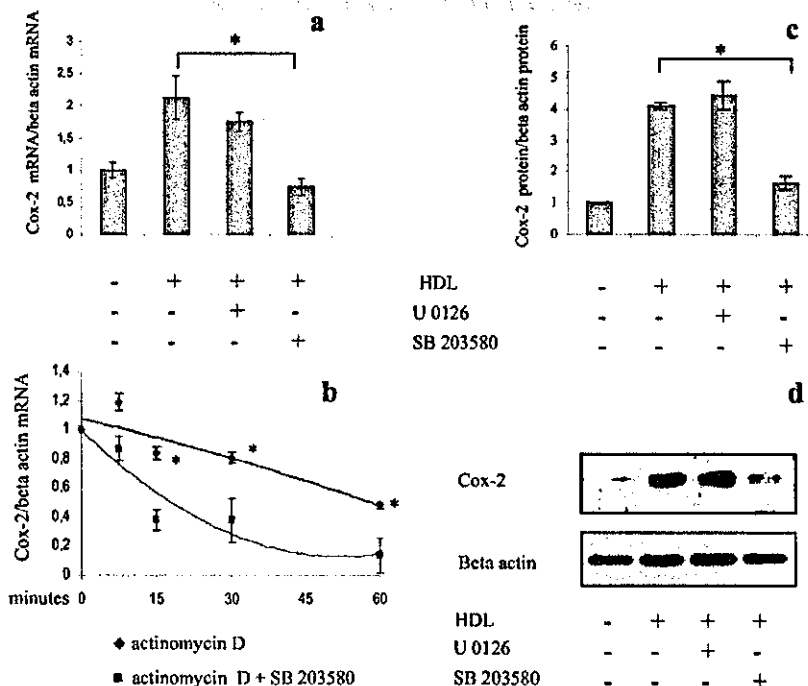 a
*
Cox-2 mRNA/beta actin mRNA
3
2,5
2
1,5
1
0,5
0
- + + +
- - + -
- - - +
c
*
Cox-2 protein/beta actin protein
6
5
4
3
2
1
0
HDL - + + +
U 0126 - - + -
SB 203580 - - - +
b
Cox-2/beta actin mRNA
1,4
1,2
1
0,8
0,6
0,4
0,2
0
* * *
minutes 0 15 30 45 60
actinomycin D
actinomycin D + SB 203580
d
Cox-2
Beta actin
HDL - + + +
U 0126 - - + -
SB 203580 - - - +